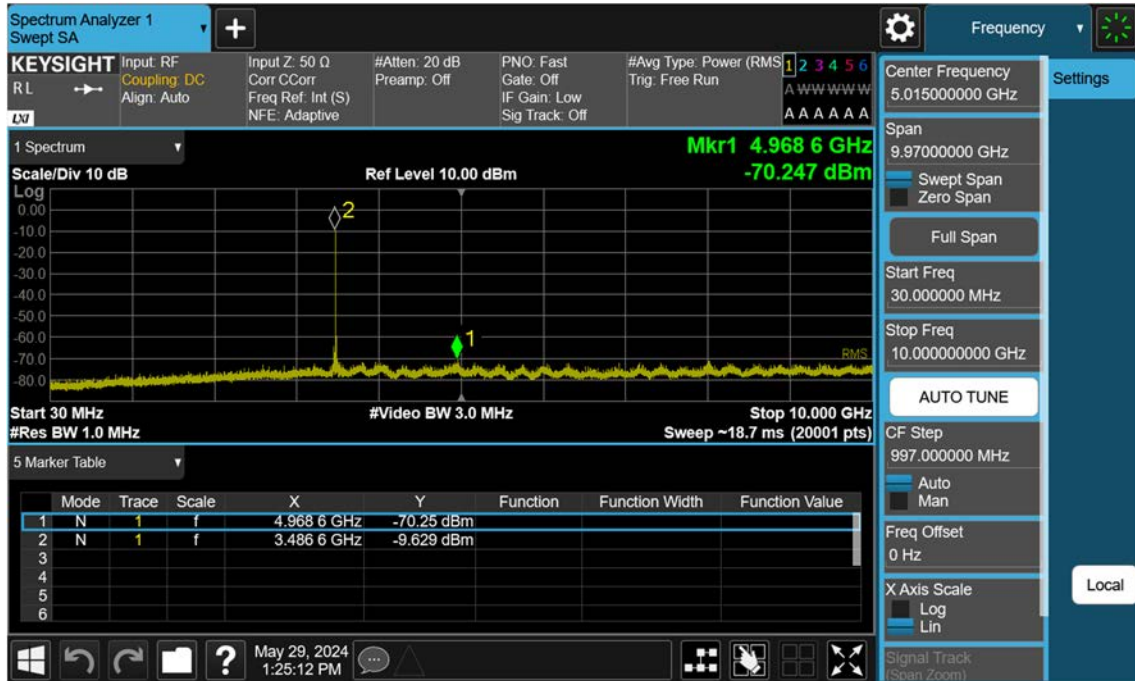 Spectrum Analyzer 1
Swept SA
Frequency
KEYSIGHT
RL
LXI
Input: RF
Coupling: DC
Align: Auto
Input Z: 50 Ω
Corr CCorr
Freq Ref: Int (S)
NFE: Adaptive
#Atten: 20 dB
Preamp: Off
PNO: Fast
Gate: Off
IF Gain: Low
Sig Track: Off
#Avg Type: Power (RMS
Trig: Free Run
1 2 3 4 5 6
A W W W W W
A A A A A A
1 Spectrum
Mkr1 4.968 6 GHz
-70.247 dBm
Scale/Div 10 dB
Ref Level 10.00 dBm
Log
0.00
-10.0
-20.0
-30.0
-40.0
-50.0
-60.0
-70.0
-80.0
2
1
RMS
Start 30 MHz
#Video BW 3.0 MHz
Stop 10.000 GHz
#Res BW 1.0 MHz
Sweep ~18.7 ms (20001 pts)
5 Marker Table
Mode Trace Scale X Y Function Function Width Function Value
1 N 1 f 4.968 6 GHz -70.25 dBm
2 N 1 f 3.486 6 GHz -9.629 dBm
3
4
5
6
May 29, 2024
1:25:12 PM
Center Frequency
5.015000000 GHz
Span
9.97000000 GHz
Swept Span
Zero Span
Full Span
Start Freq
30.000000 MHz
Stop Freq
10.000000000 GHz
AUTO TUNE
CF Step
997.000000 MHz
Auto
Man
Freq Offset
0 Hz
X Axis Scale
Log
Lin
Signal Track
(Span Zoom)
Settings
Local